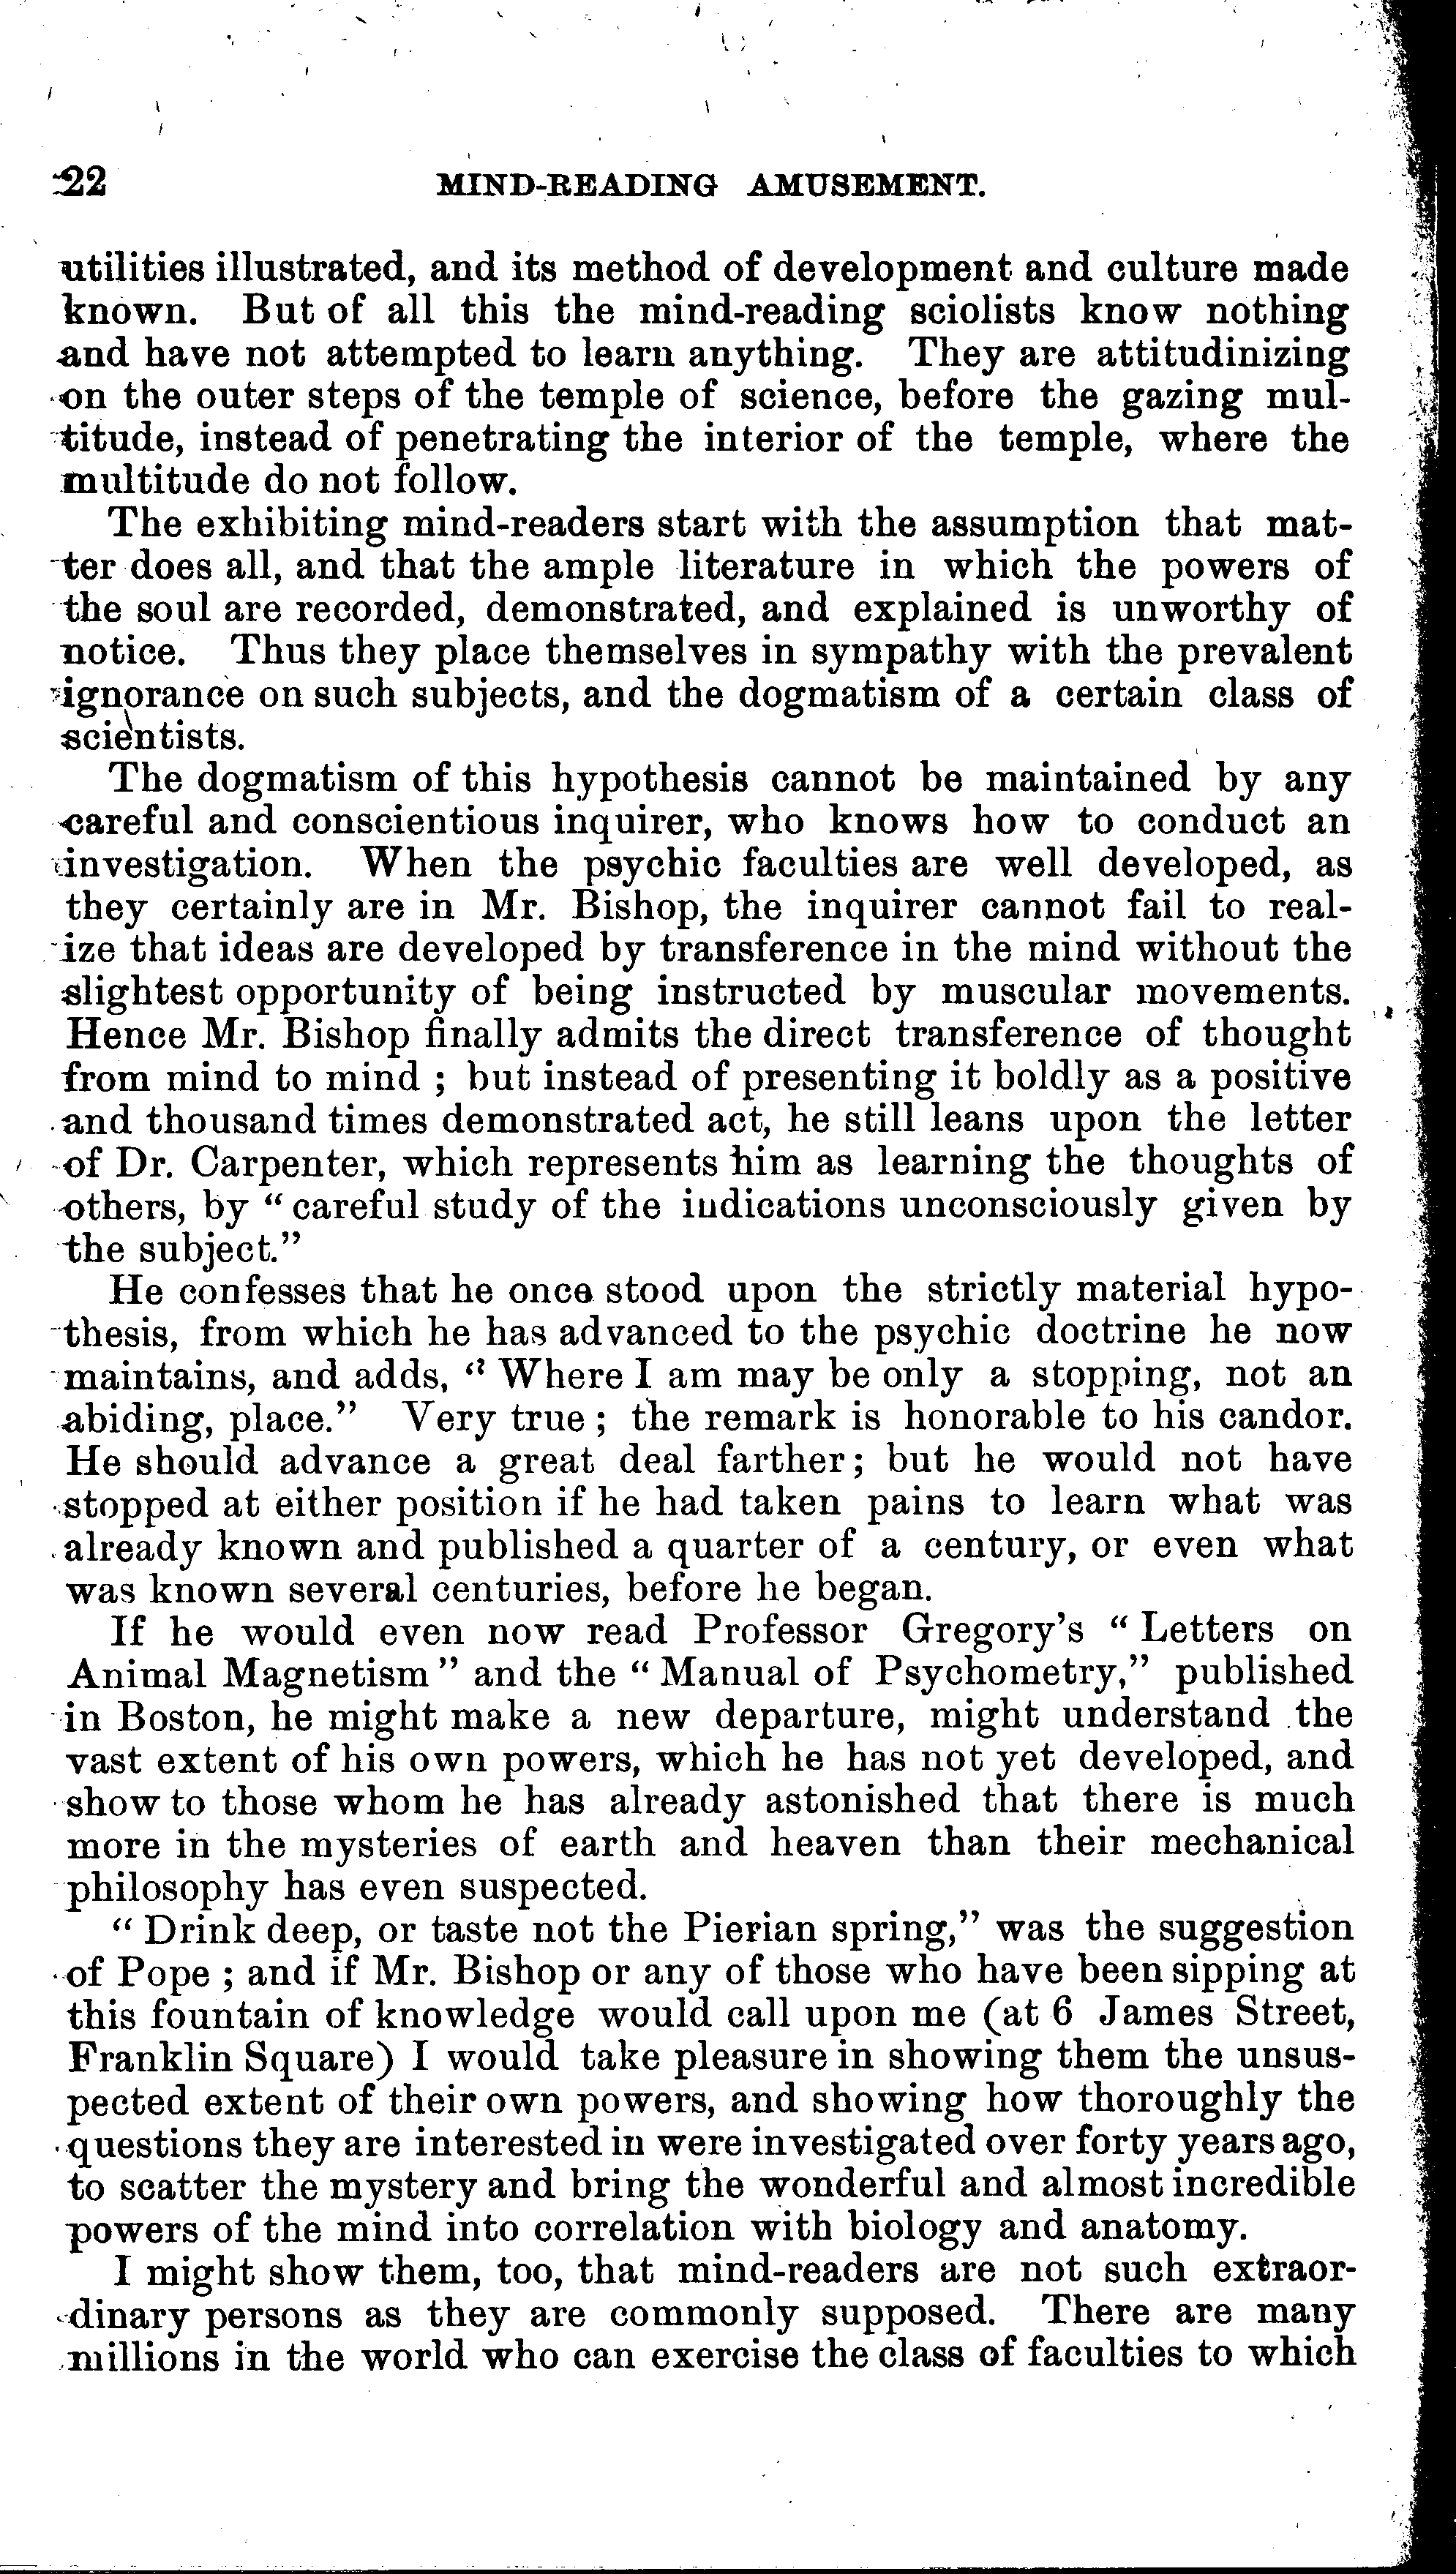 22 MIND-READING AMUSEMENT.
utilities illustrated, and its method of development and culture made
known. But of all this the mind-reading sciolists know nothing
and have not attempted to learn anything. They are attitudinizing
on the outer steps of the temple of science, before the gazing mul-
titude, instead of penetrating the interior of the temple, where the
multitude do not follow.
The exhibiting mind-readers start with the assumption that mat-
ter does all, and that the ample literature in which the powers of
the soul are recorded, demonstrated, and explained is unworthy of
notice. Thus they place themselves in sympathy with the prevalent
ignorance on such subjects, and the dogmatism of a certain class of
scientists.
The dogmatism of this hypothesis cannot be maintained by any
careful and conscientious inquirer, who knows how to conduct an
investigation. When the psychic faculties are well developed, as
they certainly are in Mr. Bishop, the inquirer cannot fail to real-
ize that ideas are developed by transference in the mind without the
slightest opportunity of being instructed by muscular movements.
Hence Mr. Bishop finally admits the direct transference of thought
from mind to mind ; but instead of presenting it boldly as a positive
and thousand times demonstrated act, he still leans upon the letter
of Dr. Carpenter, which represents him as learning the thoughts of
others, by " careful study of the indications unconsciously given by
the subject."
He confesses that he once stood upon the strictly material hypo-
thesis, from which he has advanced to the psychic doctrine he now
maintains, and adds, " Where I am may be only a stopping, not an
abiding, place." Very true ; the remark is honorable to his candor.
He should advance a great deal farther; but he would not have
stopped at either position if he had taken pains to learn what was
already known and published a quarter of a century, or even what
was known several centuries, before he began.
If he would even now read Professor Gregory's " Letters on
Animal Magnetism " and the " Manual of Psychometry," published
in Boston, he might make a new departure, might understand the
vast extent of his own powers, which he has not yet developed, and
show to those whom he has already astonished that there is much
more in the mysteries of earth and heaven than their mechanical
philosophy has even suspected.
" Drink deep, or taste not the Pierian spring," was the suggestion
of Pope ; and if Mr. Bishop or any of those who have been sipping at
this fountain of knowledge would call upon me (at 6 James Street,
Franklin Square) I would take pleasure in showing them the unsus-
pected extent of their own powers, and showing how thoroughly the
questions they are interested in were investigated over forty years ago,
to scatter the mystery and bring the wonderful and almost incredible
powers of the mind into correlation with biology and anatomy.
I might show them, too, that mind-readers are not such extraor-
dinary persons as they are commonly supposed. There are many
millions in the world who can exercise the class of faculties to which